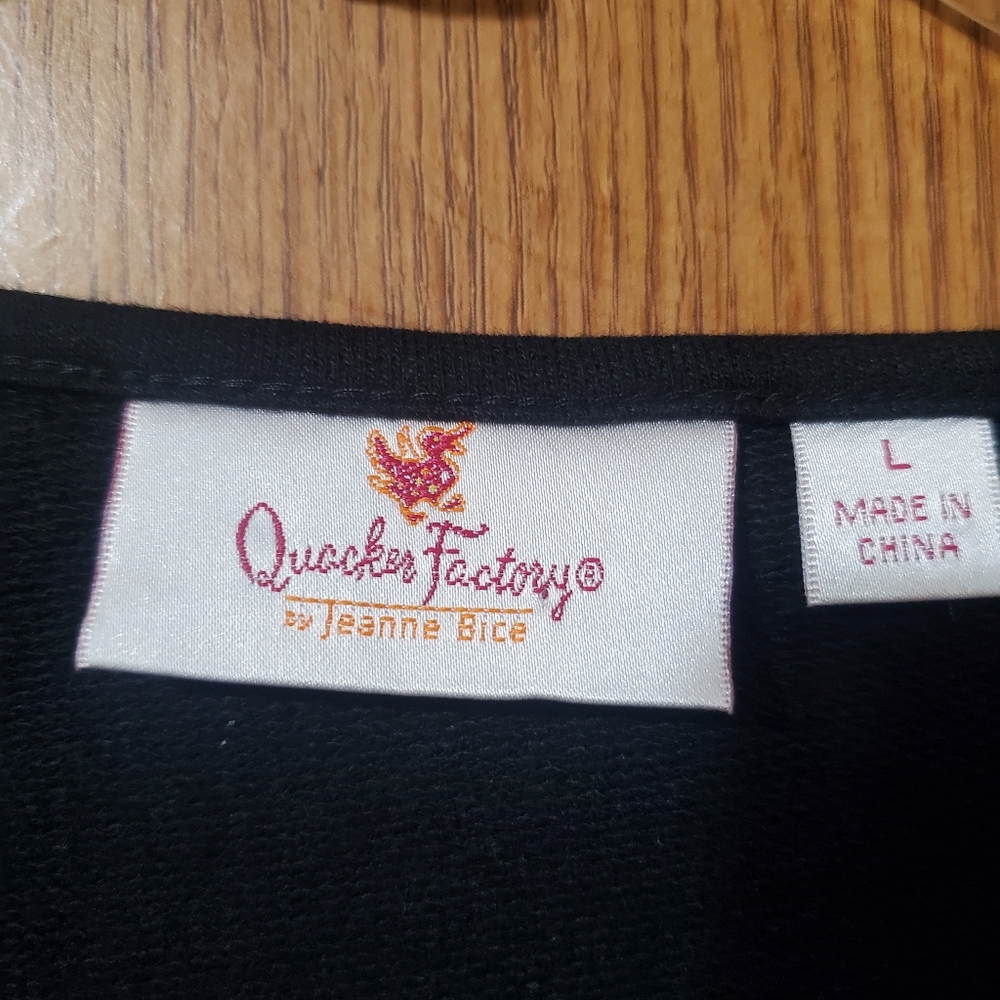 Quacker Factory®
by Jeanne Bice
L
MADE IN
CHINA